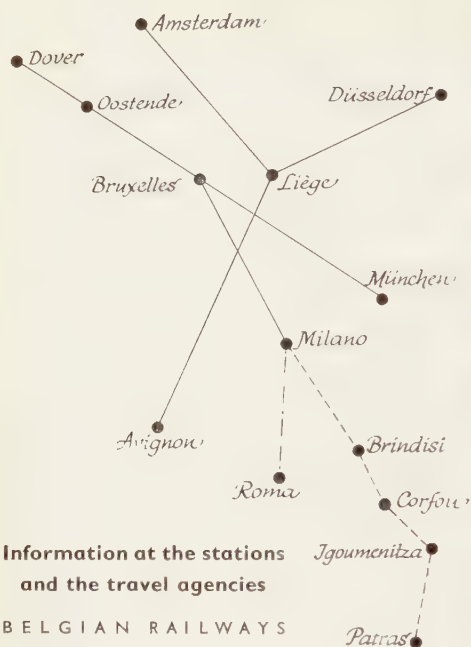 Amsterdam
Dover
Oostende
Düsseldorf
Bruxelles
Liège
München
Milano
Avignon
Brindisi
Roma
Corfou
Igoumenitza
Patras
Information at the stations
and the travel agencies
BELGIAN RAILWAYS